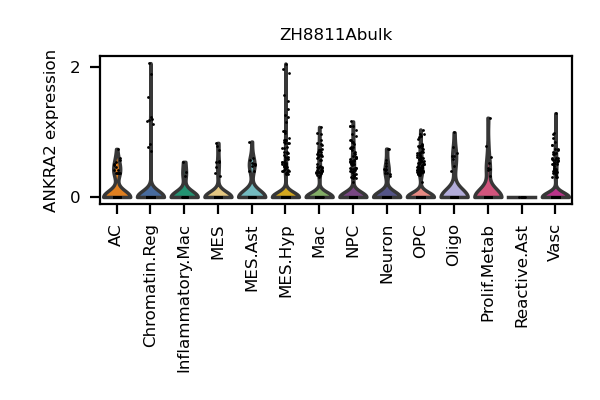 ZH8811Abulk
ANKRA2 expression
2
0
AC
Chromatin.Reg
Inflammatory.Mac
MES
MES.Ast
MES.Hyp
Mac
NPC
Neuron
OPC
Oligo
Prolif.Metab
Reactive.Ast
Vasc